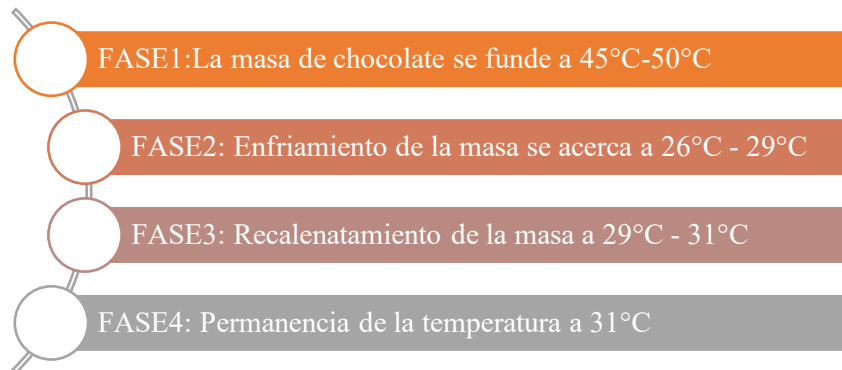 FASE1:La masa de chocolate se funde a 45°C-50°C
FASE2: Enfriamiento de la masa se acerca a 26°C - 29°C
FASE3: Recalenatamiento de la masa a 29°C - 31°C
FASE4: Permanencia de la temperatura a 31°C